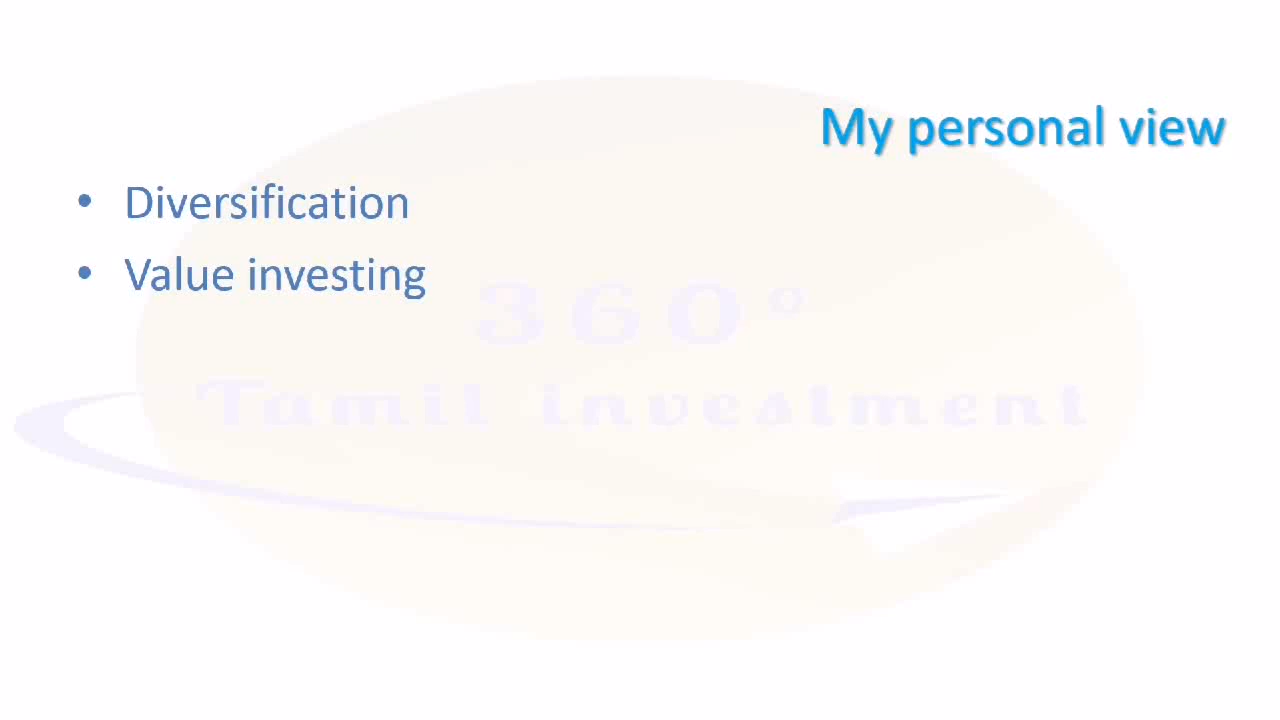 My personal view
• Diversification
• Value investing
360°
Tamil investment